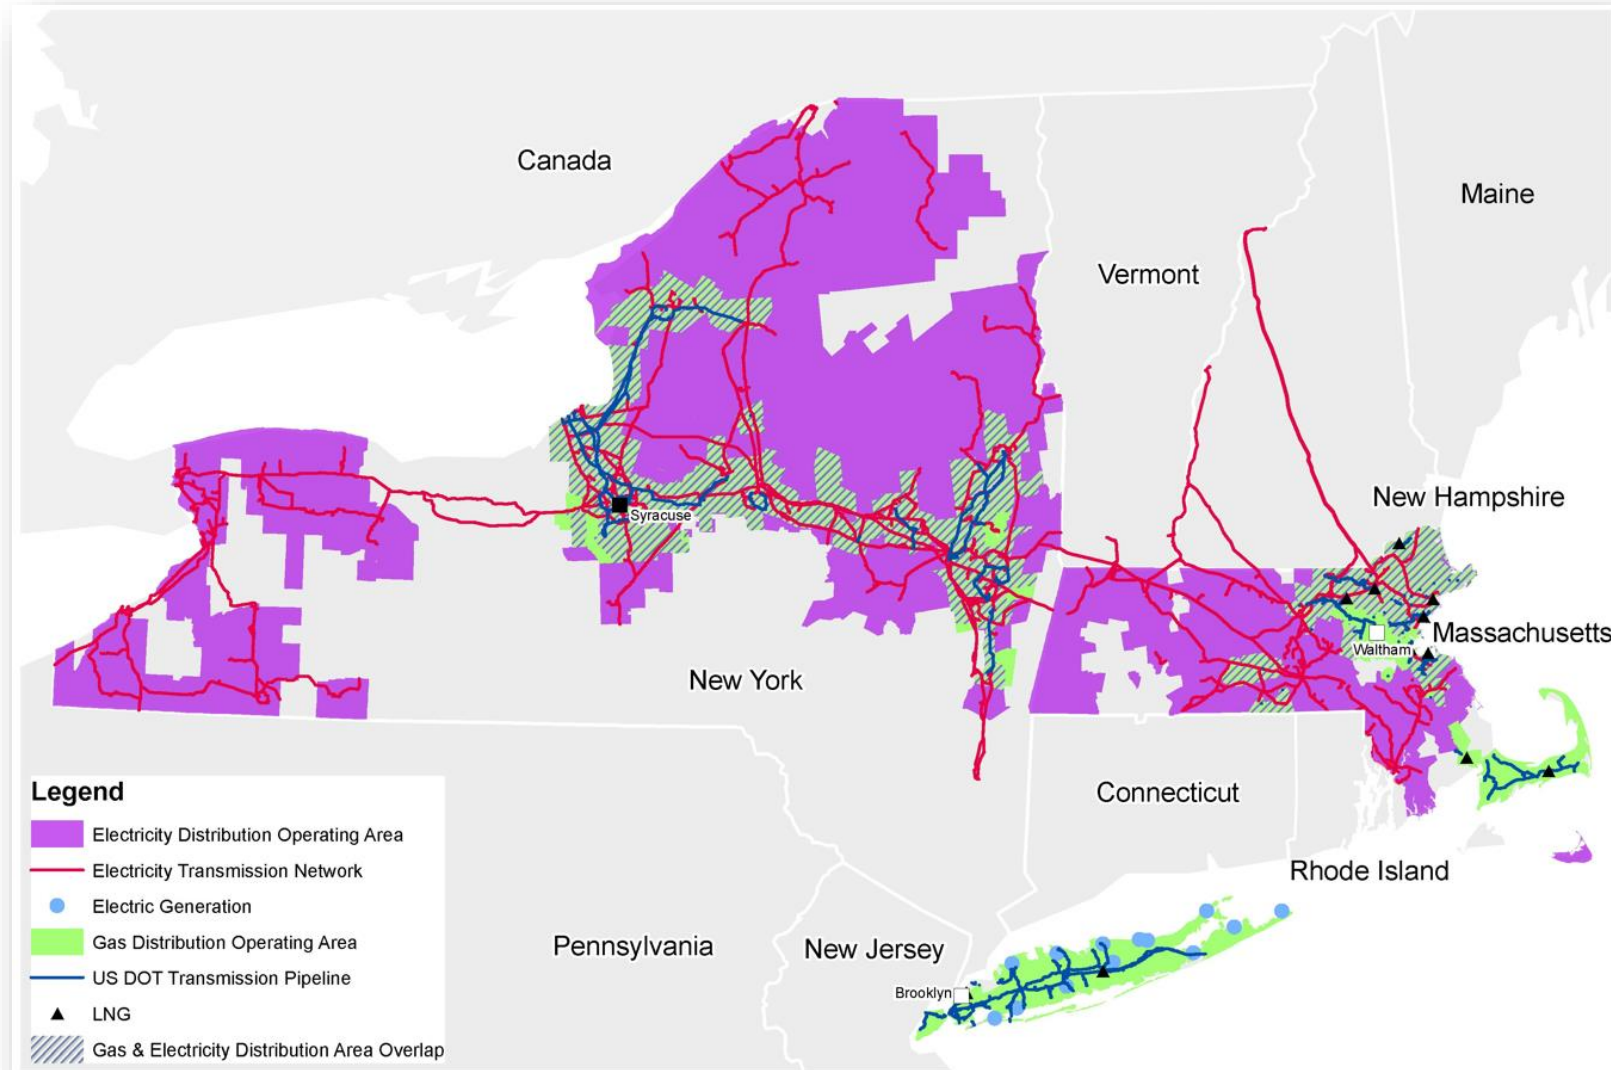 Canada
Maine
Vermont
New Hampshire
Syracuse
Massachusetts
Waltham
New York
Connecticut
Rhode Island
Pennsylvania
New Jersey
Brooklyn
Legend
Electricity Distribution Operating Area
Electricity Transmission Network
Electric Generation
Gas Distribution Operating Area
US DOT Transmission Pipeline
LNG
Gas & Electricity Distribution Area Overlap